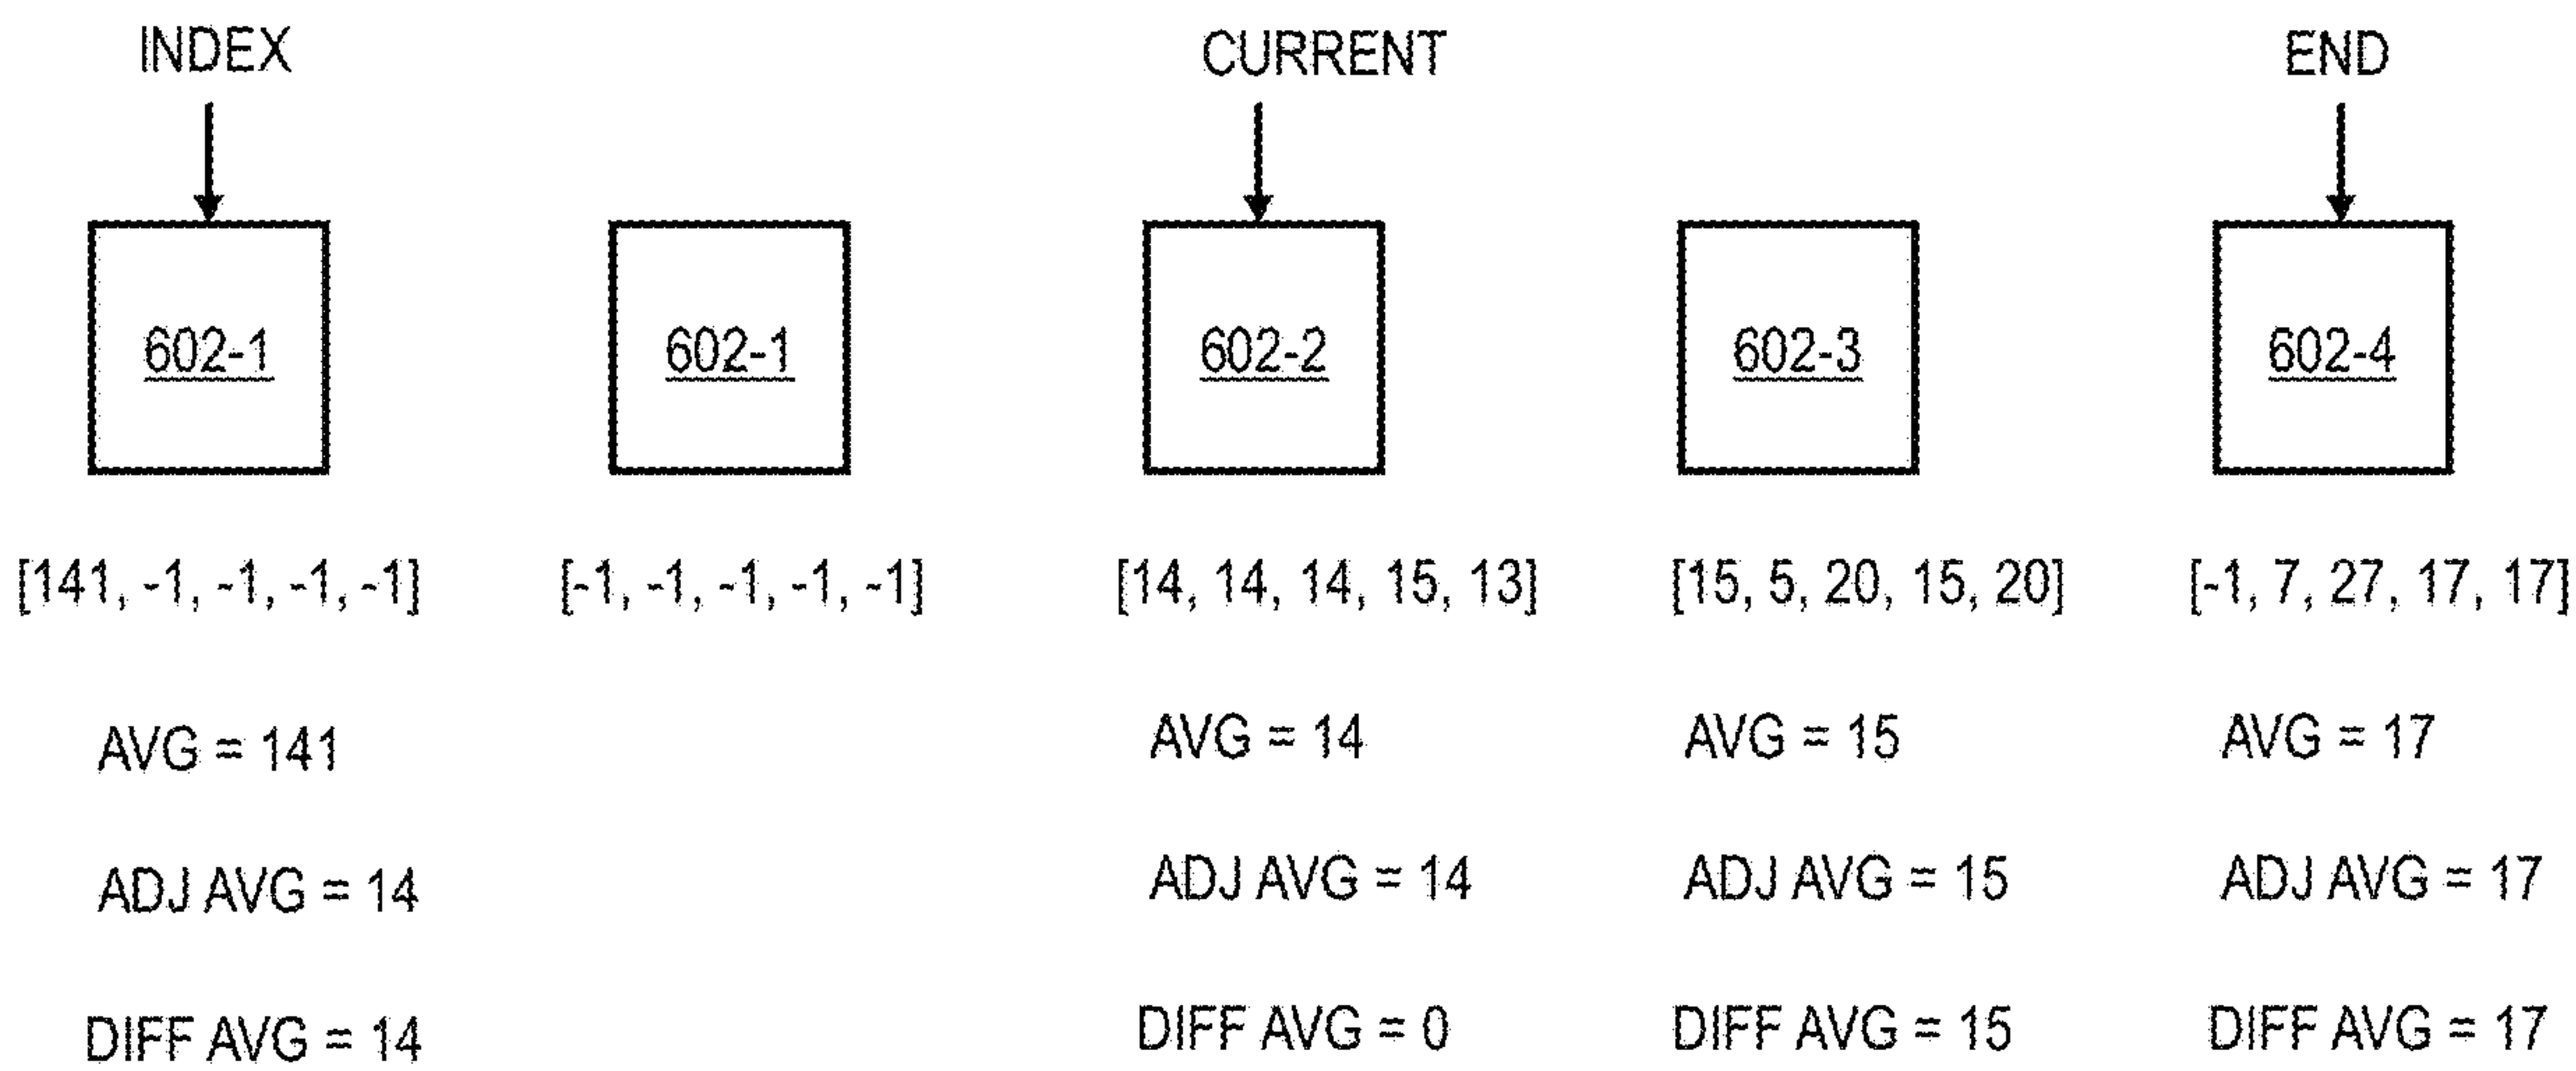 INDEX CURRENT END
602-1 602-1 602-2 602-3 602-4
[141, -1, -1, -1, -1] [-1, -1, -1, -1, -1] [14, 14, 14, 15, 13] [15, 5, 20, 15, 20] [-1, 7, 27, 17, 17]
AVG = 141 AVG = 14 AVG = 15 AVG = 17
ADJ AVG = 14 ADJ AVG = 14 ADJ AVG = 15 ADJ AVG = 17
DIFF AVG = 14 DIFF AVG = 0 DIFF AVG = 15 DIFF AVG = 17